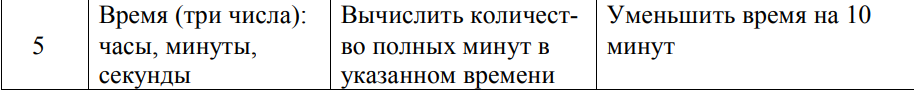 5
Время (три числа):
часы, минуты,
секунды
Вычислить количест-
во полных минут в
указанном времени
Уменьшить время на 10
минут